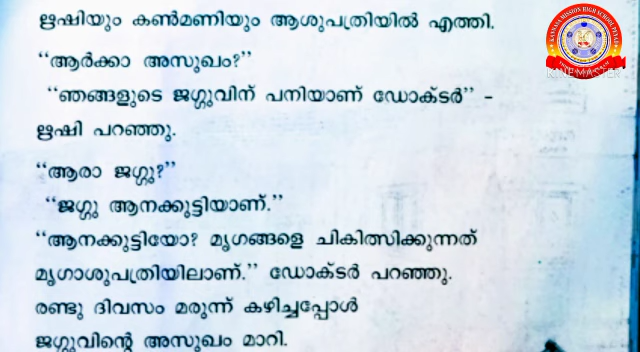 ഋഷിയും കൺമണിയും ആശുപത്രിയിൽ എത്തി.
“ആർക്കാ അസുഖം?”
“ഞങ്ങളുടെ ജഗ്ഗുവിന് പനിയാണ് ഡോക്ടർ” –
ഋഷി പറഞ്ഞു.
“ആരാ ജഗ്ഗു?”
“ജഗ്ഗു ആനക്കുട്ടിയാണ്.”
“ആനക്കുട്ടിയോ? മൃഗങ്ങളെ ചികിത്സിക്കുന്നത്
മൃഗാശുപത്രിയിലാണ്.” ഡോക്ടർ പറഞ്ഞു.
രണ്ടു ദിവസം മരുന്ന് കഴിച്ചപ്പോൾ
ജഗ്ഗുവിന്റെ അസുഖം മാറി.
KINEMASTER